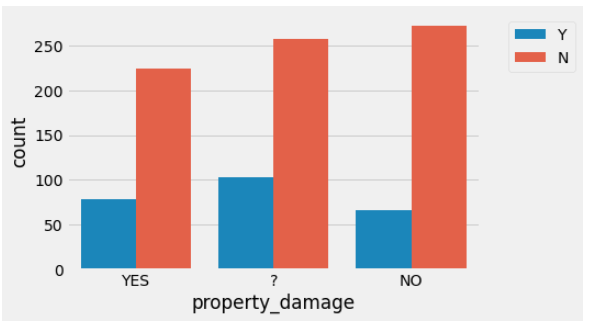 250
200
150
100
50
0
count
YES ? NO
property_damage
Y
N